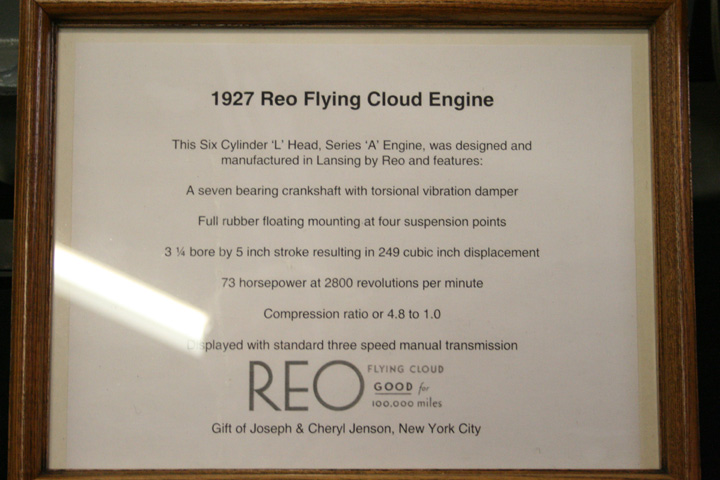 1927 Reo Flying Cloud Engine
This Six Cylinder 'L' Head, Series 'A' Engine, was designed and
manufactured in Lansing by Reo and features:
A seven bearing crankshaft with torsional vibration damper
Full rubber floating mounting at four suspension points
3 ¼ bore by 5 inch stroke resulting in 249 cubic inch displacement
73 horsepower at 2800 revolutions per minute
Compression ratio or 4.8 to 1.0
Displayed with standard three speed manual transmission
REO FLYING CLOUD
GOOD for
100,000 miles
Gift of Joseph & Cheryl Jenson, New York City